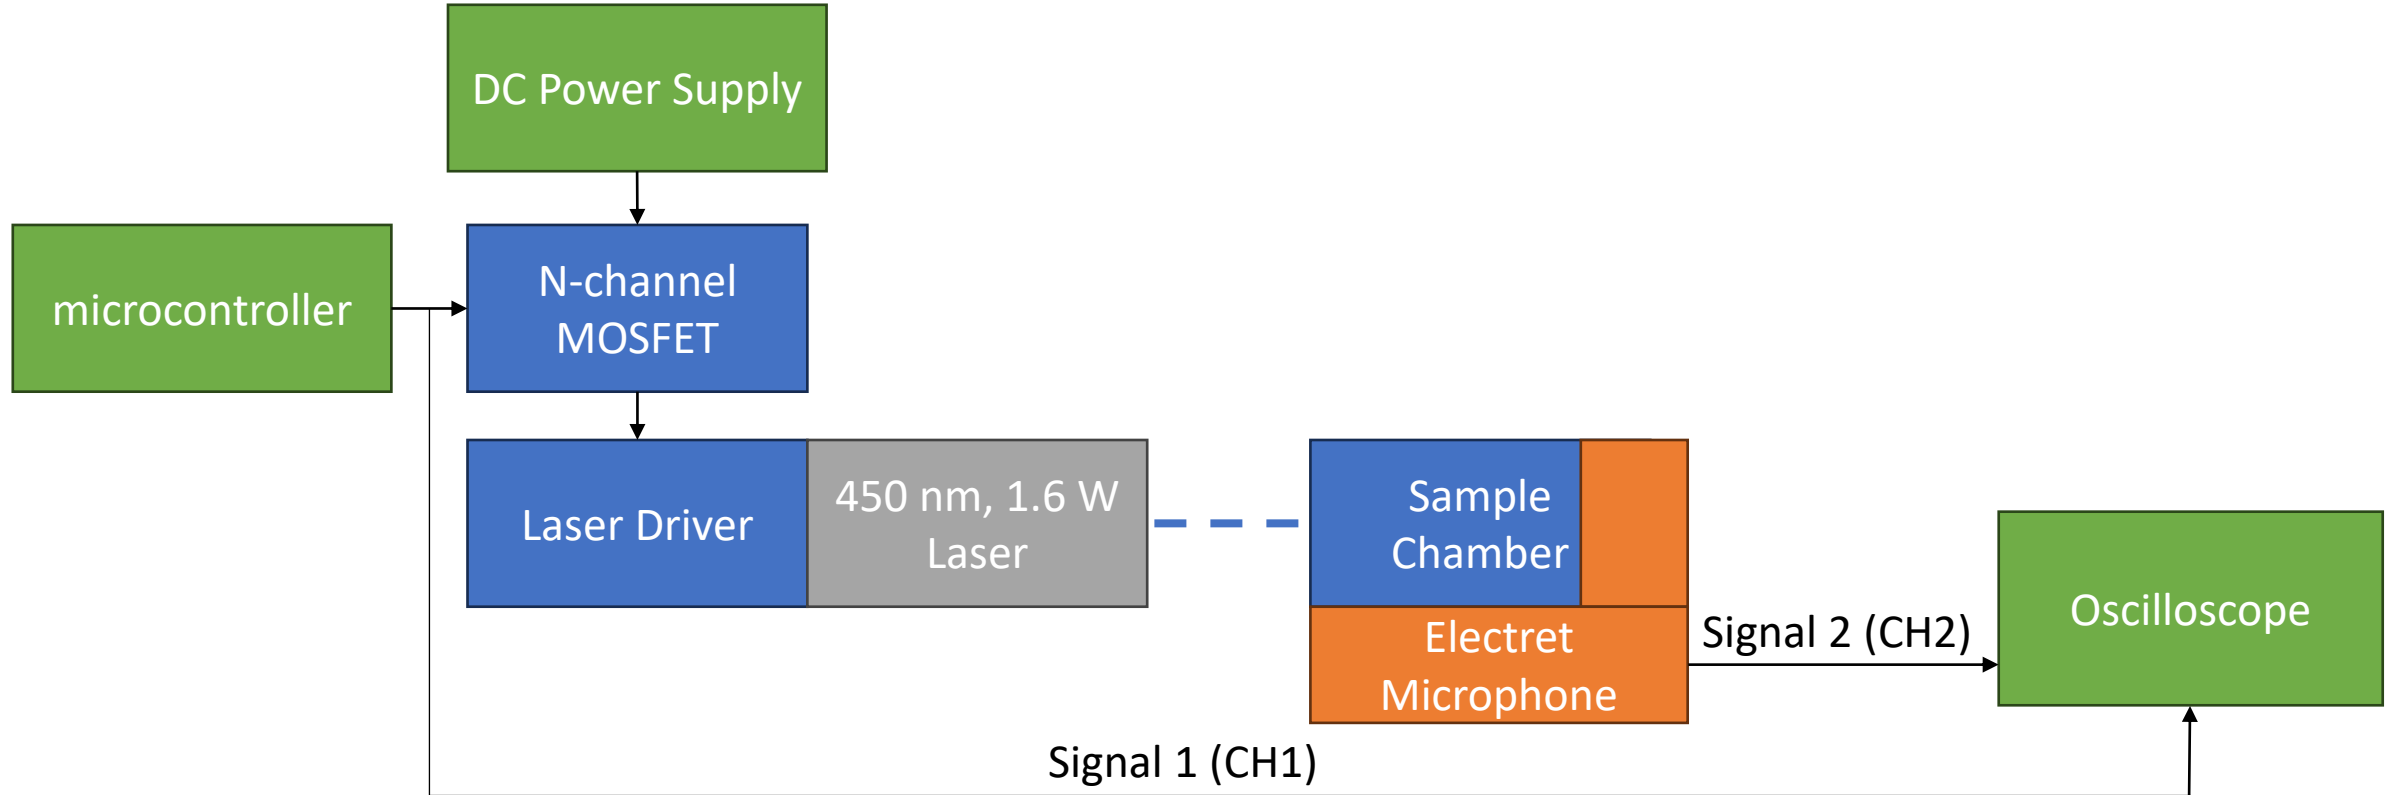 DC Power Supply
microcontroller
N-channel
MOSFET
Laser Driver
450 nm, 1.6 W
Laser
Sample
Chamber
Electret
Microphone
Signal 2 (CH2)
Oscilloscope
Signal 1 (CH1)